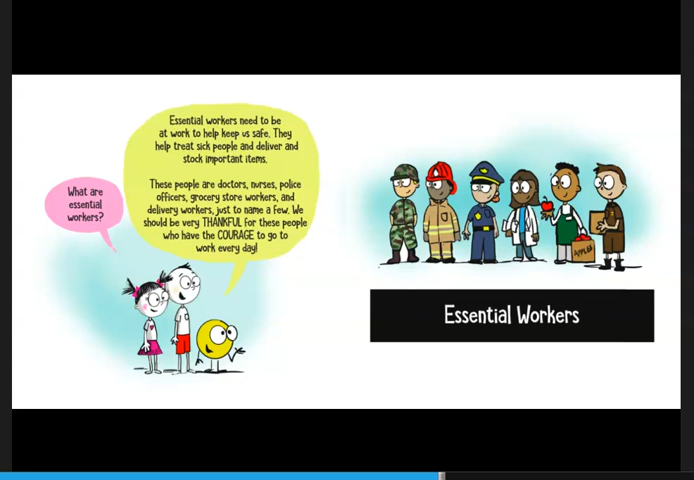 What are
essential
workers?
Essential workers need to be
at work to help keep us safe. They
help treat sick people and deliver and
stock important items.
These people are doctors, nurses, police
officers, grocery store workers, and
delivery workers, just to name a few. We
should be very THANKFUL for these people
who have the COURAGE to go to
work every day!
APPLES
Essential Workers